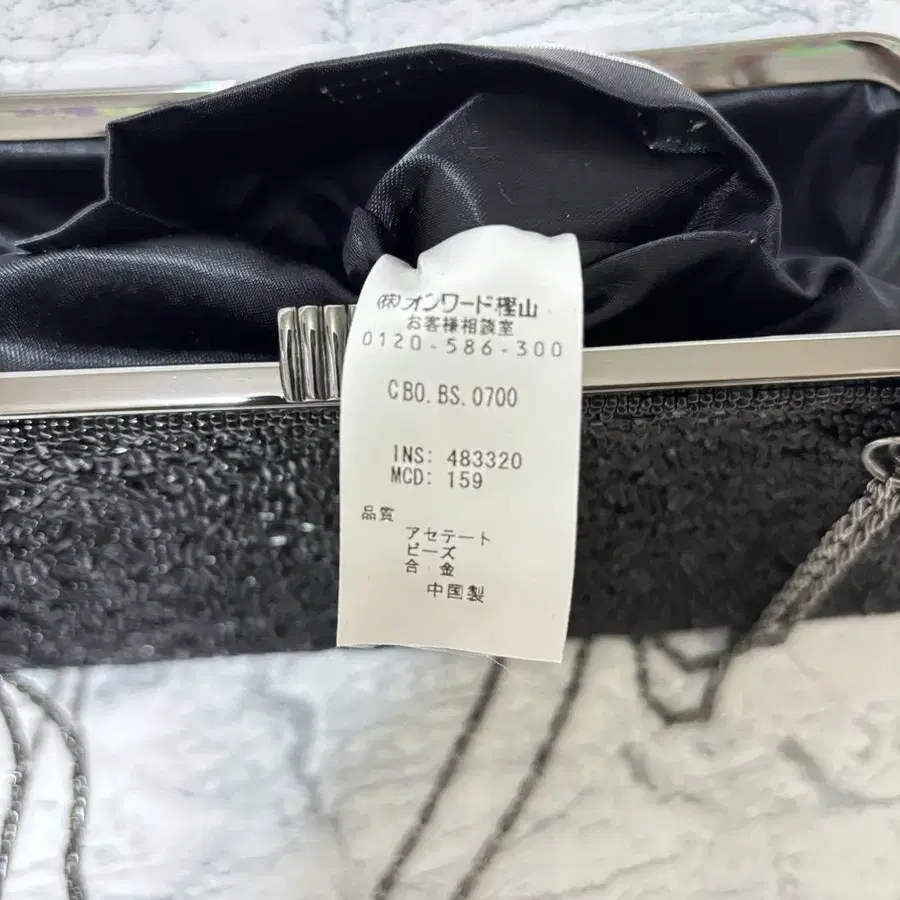 ㈱オンワード樫山
お客様相談室
0120-586-300
CBO.BS.0700
INS: 483320
MCD: 159
品質
アセテート
ビーズ
合金
中国製